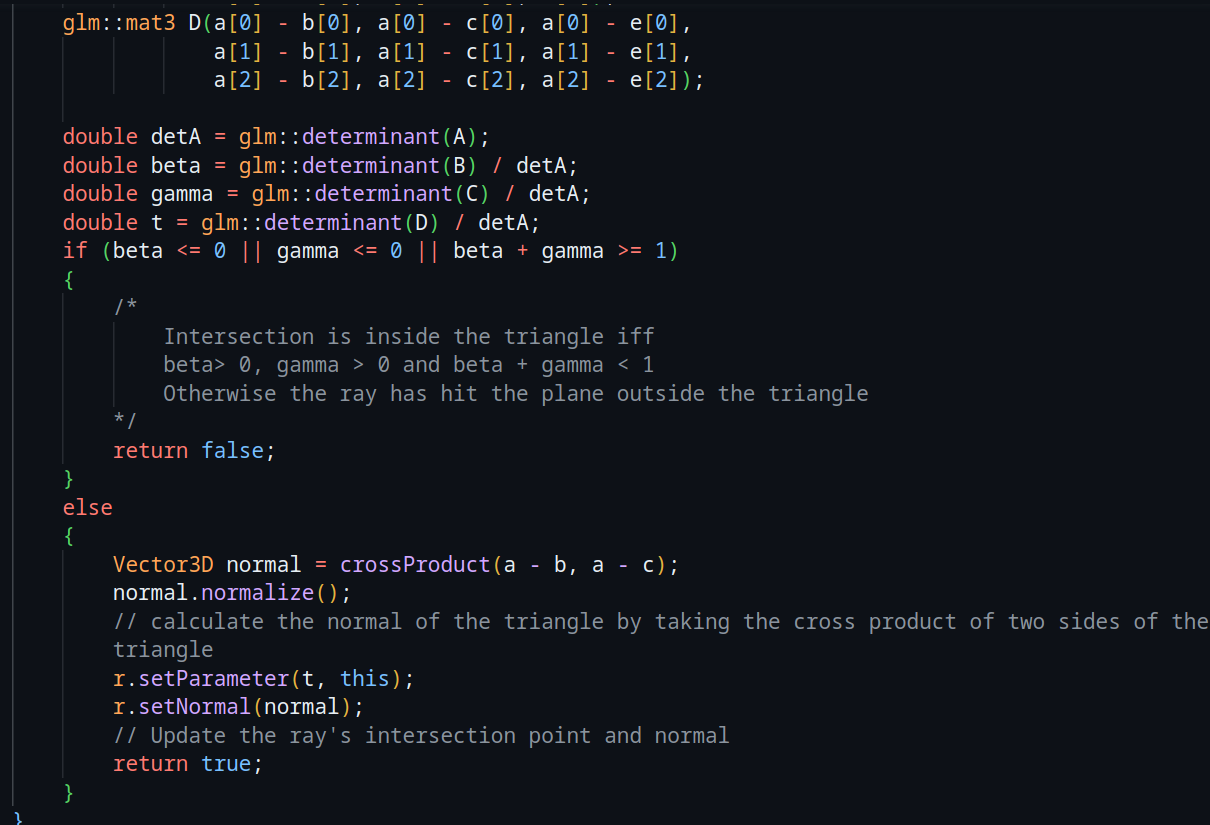 glm::mat3 D(a[0] - b[0], a[0] - c[0], a[0] - e[0],
a[1] - b[1], a[1] - c[1], a[1] - e[1],
a[2] - b[2], a[2] - c[2], a[2] - e[2]);
double detA = glm::determinant(A);
double beta = glm::determinant(B) / detA;
double gamma = glm::determinant(C) / detA;
double t = glm::determinant(D) / detA;
if (beta <= 0 || gamma <= 0 || beta + gamma >= 1)
{
/*
Intersection is inside the triangle iff
beta> 0, gamma > 0 and beta + gamma < 1
Otherwise the ray has hit the plane outside the triangle
*/
return false;
}
else
{
Vector3D normal = crossProduct(a - b, a - c);
normal.normalize();
// calculate the normal of the triangle by taking the cross product of two sides of the
triangle
r.setParameter(t, this);
r.setNormal(normal);
// Update the ray's intersection point and normal
return true;
}
}